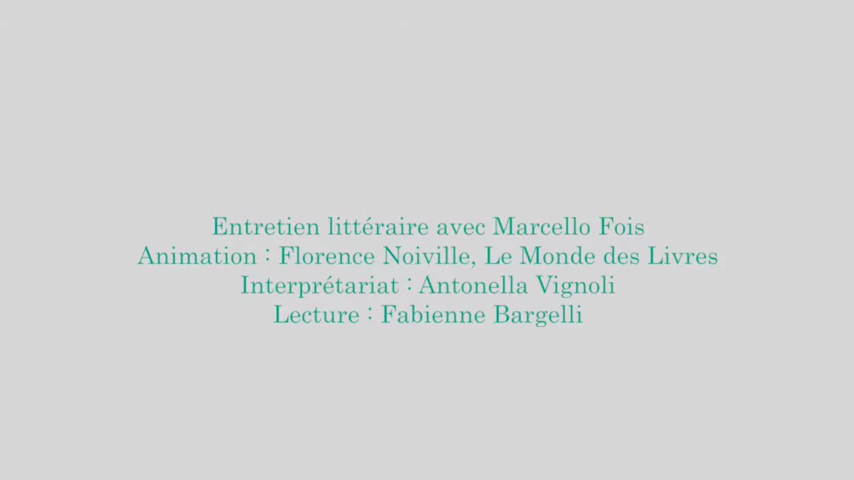 Entretien littéraire avec Marcello Fois
Animation : Florence Noiville, Le Monde des Livres
Interprétariat : Antonella Vignoli
Lecture : Fabienne Bargelli